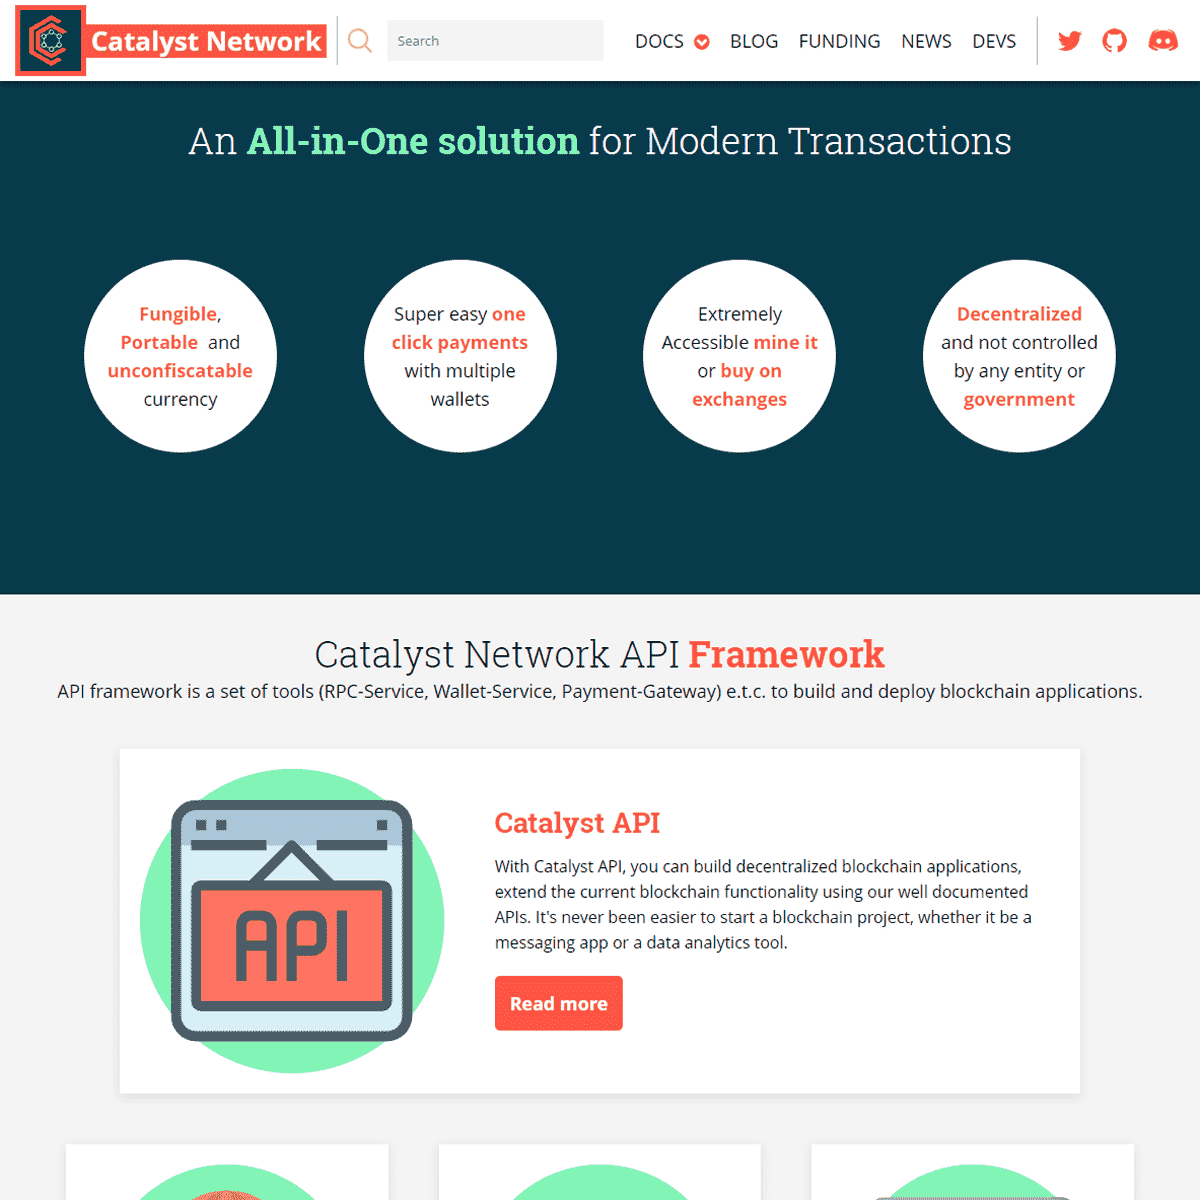 Catalyst Network
Search
DOCS BLOG FUNDING NEWS DEVS
An All-in-One solution for Modern Transactions
Fungible,
Portable and
unconfiscatable
currency
Super easy one
click payments
with multiple
wallets
Extremely
Accessible mine it
or buy on
exchanges
Decentralized
and not controlled
by any entity or
government
Catalyst Network API Framework
API framework is a set of tools (RPC-Service, Wallet-Service, Payment-Gateway) e.t.c. to build and deploy blockchain applications.
API
Catalyst API
With Catalyst API, you can build decentralized blockchain applications,
extend the current blockchain functionality using our well documented
APIs. It's never been easier to start a blockchain project, whether it be a
messaging app or a data analytics tool.
Read more